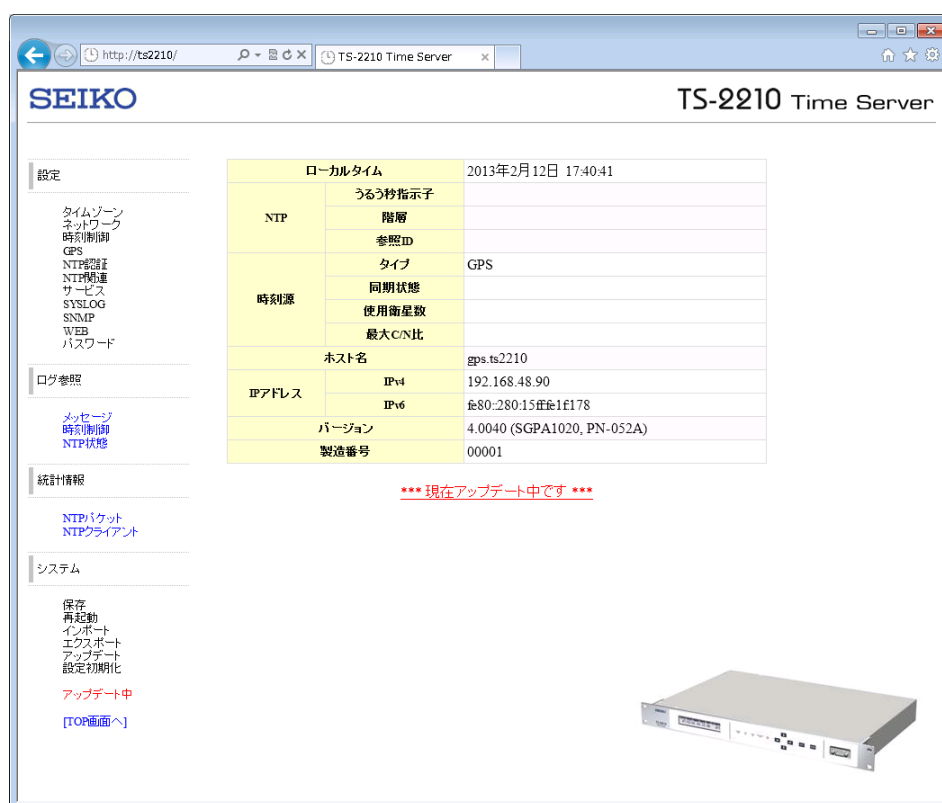 http://ts2210/
TS-2210 Time Server
SEIKO
TS-2210 Time Server
設定
タイムゾーン
ネットワーク
時刻制御
GPS
NTP認証
NTP関連
サービス
SYSLOG
SNMP
WEB
パスワード
ログ参照
メッセージ
時刻制御
NTP状態
統計情報
NTPパケット
NTPクライアント
システム
保存
再起動
インポート
エクスポート
アップデート
設定初期化
アップデート中
[TOP画面へ]
ローカルタイム 2013年2月12日 17:40:41
NTP うるう秒指示子
階層
参照ID
時刻源 タイプ GPS
同期状態
使用衛星数
最大C/N比
ホスト名 gps.ts2210
IPアドレス IPv4 192.168.48.90
IPv6 fe80::280:15ff:fe1f:178
バージョン 4.0040 (SGPA1020, PN-052A)
製造番号 00001
*** 現在アップデート中です ***